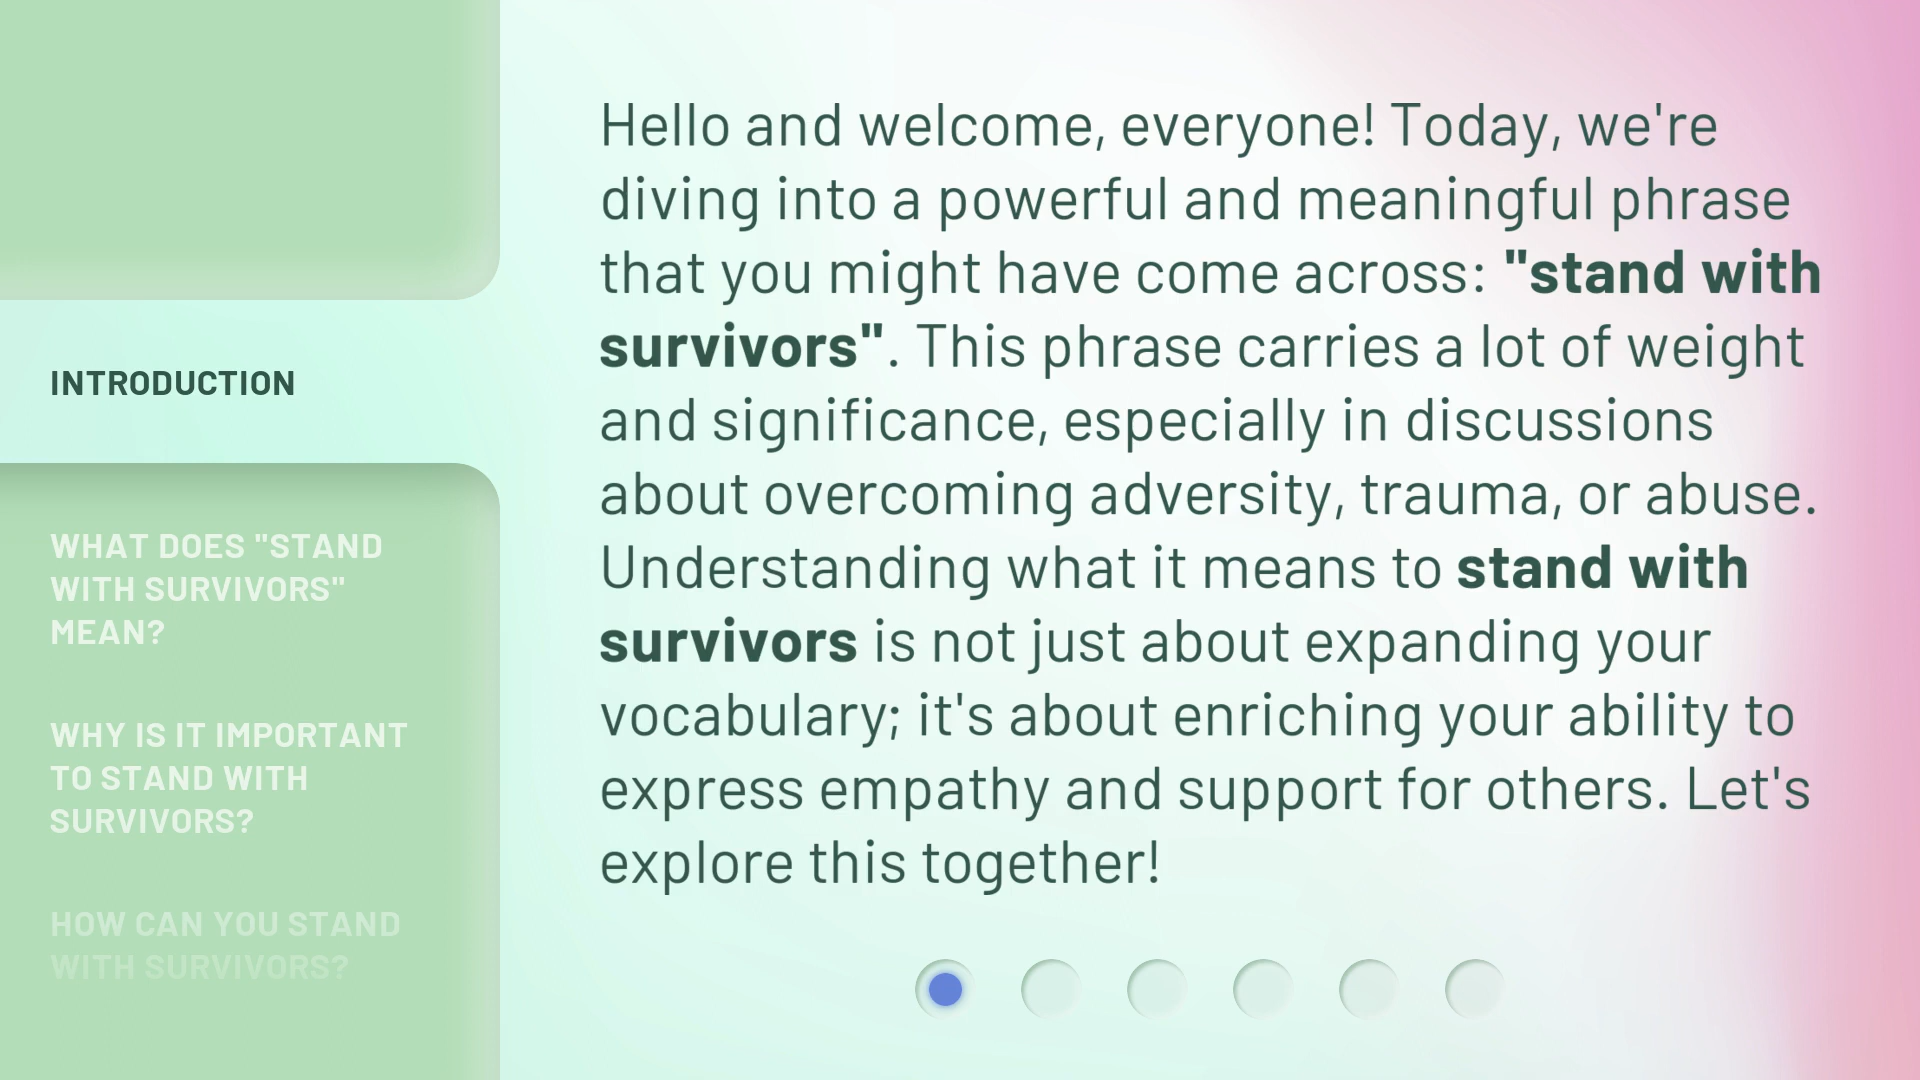 INTRODUCTION
WHAT DOES "STAND
WITH SURVIVORS"
MEAN?
WHY IS IT IMPORTANT
TO STAND WITH
SURVIVORS?
HOW CAN YOU STAND
WITH SURVIVORS?
Hello and welcome, everyone! Today, we're
diving into a powerful and meaningful phrase
that you might have come across: "stand with
survivors". This phrase carries a lot of weight
and significance, especially in discussions
about overcoming adversity, trauma, or abuse.
Understanding what it means to stand with
survivors is not just about expanding your
vocabulary; it's about enriching your ability to
express empathy and support for others. Let's
explore this together!